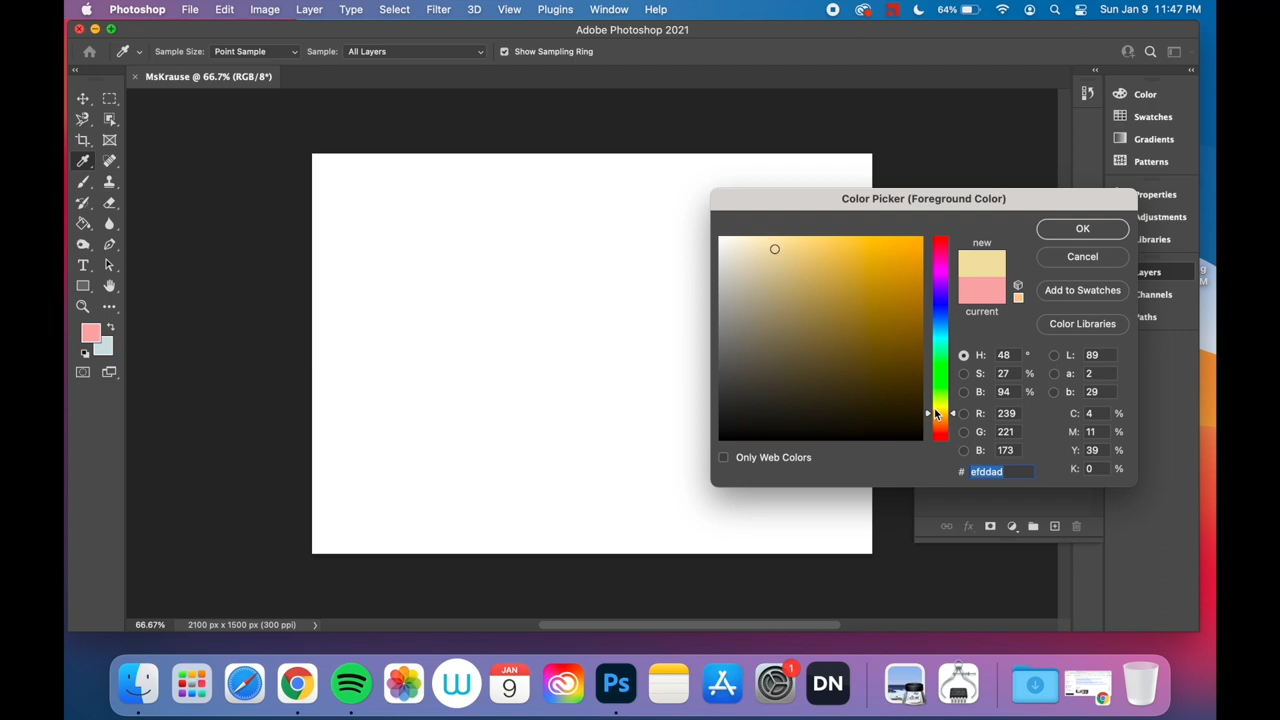 Photoshop File Edit Image Layer Type Select Filter 3D View Plugins Window Help 64% Sun Jan 9 11:47 PM
Adobe Photoshop 2021
Sample Size: Point Sample Sample: All Layers Show Sampling Ring
× MsKrause @ 66.7% (RGB/8*)
Color
Swatches
Gradients
Patterns
Properties
Adjustments
Libraries
Layers
Channels
Paths
g
M
Color Picker (Foreground Color)
new
current
OK
Cancel
Add to Swatches
Color Libraries
H: 48 ° L: 89
S: 27 % a: 2
B: 94 % b: 29
R: 239 C: 4 %
G: 221 M: 11 %
B: 173 Y: 39 %
# efddad K: 0 %
Only Web Colors
fx
T
66.67% 2100 px x 1500 px (300 ppi)
W
JAN
9
Ps
1
DN